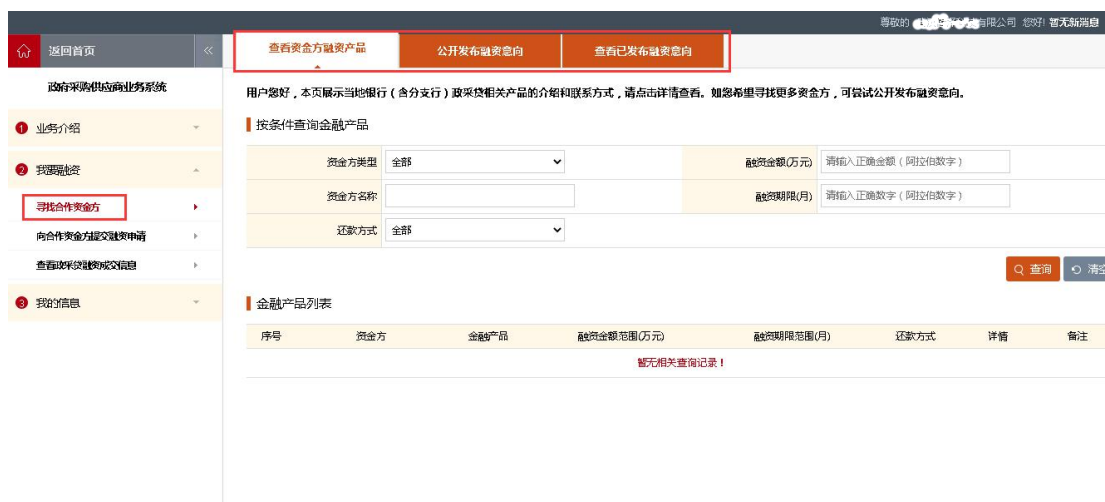 尊敬的 有限公司 您好! 暂无新消息
返回首页 «
查看资金方融资产品 公开发布融资意向 查看已发布融资意向
政府采购供应商业务系统
用户您好，本页展示当地银行（含分支行）政采贷相关产品的介绍和联系方式，请点击详情查看。如您希望寻找更多资金方，可尝试公开发布融资意向。
1 业务介绍
按条件查询金融产品
资金方类型 全部 融资金额(万元) 请输入正确金额（阿拉伯数字）
2 我要融资
资金方名称 融资期限(月) 请输入正确数字（阿拉伯数字）
寻找合作资金方
还款方式 全部
向合作资金方提交融资申请
查看政采贷融资成交信息
查询 清空
3 我的信息
金融产品列表
序号 资金方 金融产品 融资金额范围(万元) 融资期限范围(月) 还款方式 详情 备注
暂无相关查询记录！